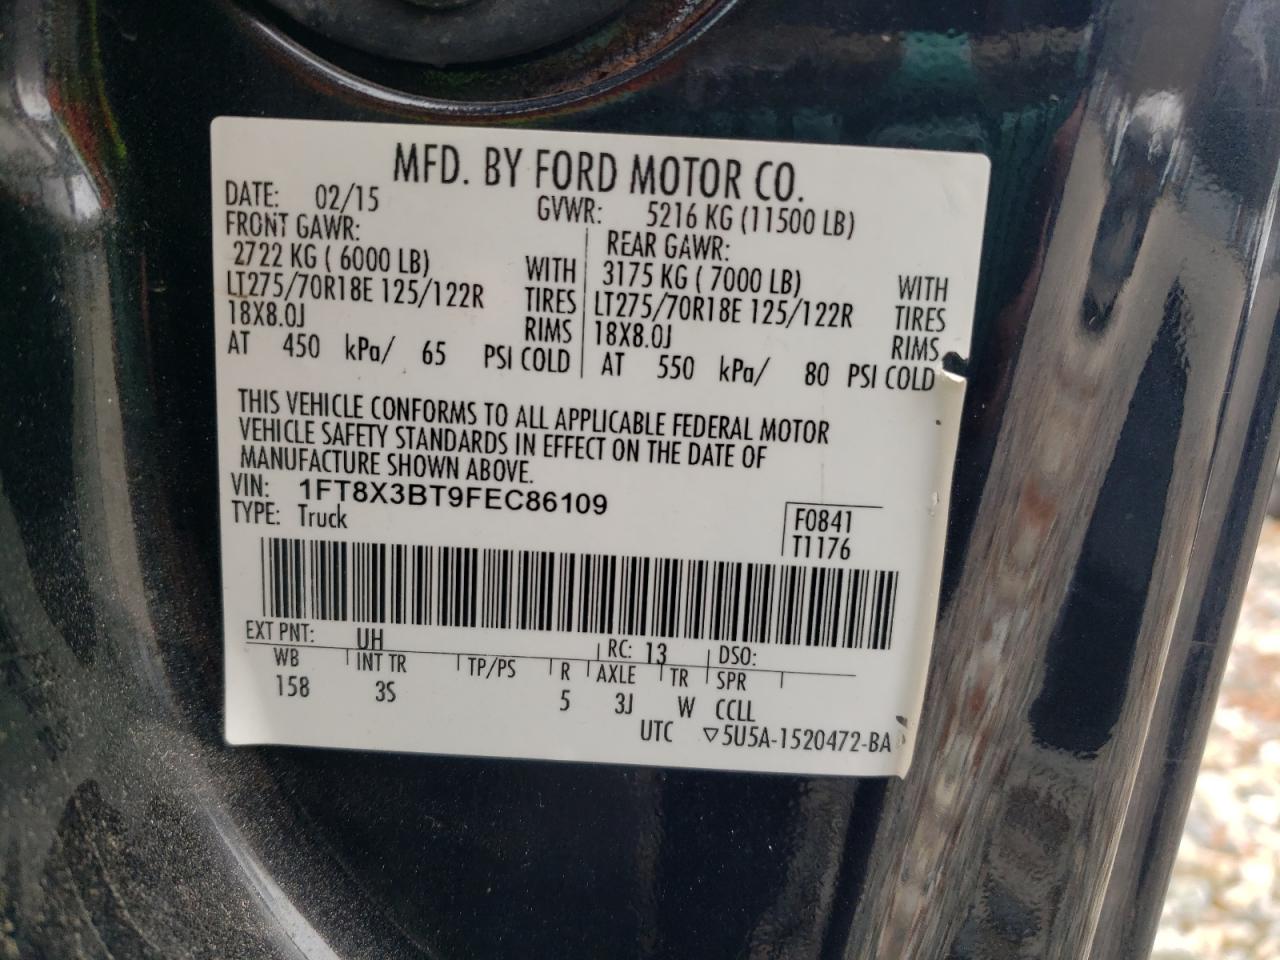 MFD. BY FORD MOTOR CO.
DATE: 02/15 GVWR: 5216 KG (11500 LB)
FRONT GAWR: REAR GAWR:
2722 KG ( 6000 LB) WITH 3175 KG ( 7000 LB) WITH
LT275/70R18E 125/122R TIRES LT275/70R18E 125/122R TIRES
18X8.0J RIMS 18X8.0J RIMS
AT 450 kPa/ 65 PSI COLD AT 550 kPa/ 80 PSI COLD
THIS VEHICLE CONFORMS TO ALL APPLICABLE FEDERAL MOTOR
VEHICLE SAFETY STANDARDS IN EFFECT ON THE DATE OF
MANUFACTURE SHOWN ABOVE.
VIN: 1FT8X3BT9FEC86109
TYPE: Truck
F0841
T1176
EXT PNT: UH RC: 13 DSO:
WB INT TR TP/PS R AXLE TR SPR
158 3S 5 3J W CCLL
UTC ▽5U5A-1520472-BA